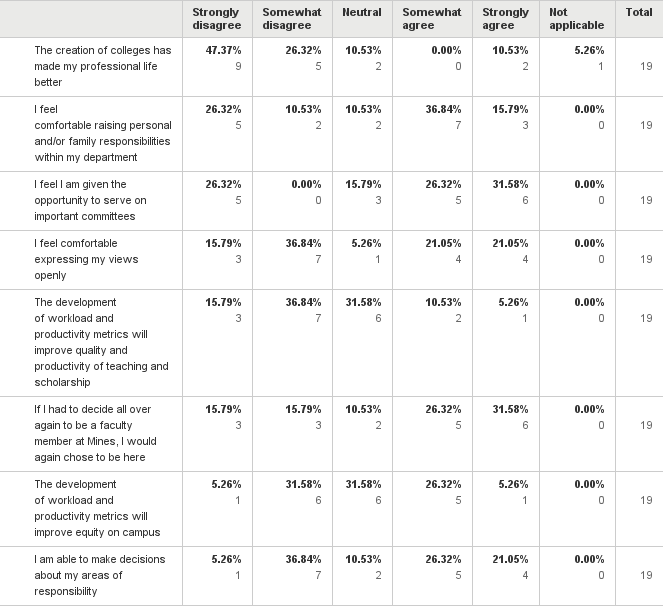 Strongly disagree Somewhat disagree Neutral Somewhat agree Strongly agree Not applicable Total
The creation of colleges has 47.37% 26.32% 10.53% 0.00% 10.53% 5.26%
made my professional life 9 5 2 0 2 1 19
better
I feel 26.32% 10.53% 10.53% 36.84% 15.79% 0.00%
comfortable raising personal 5 2 2 7 3 0 19
and/or family responsibilities
within my department
I feel I am given the 26.32% 0.00% 15.79% 26.32% 31.58% 0.00%
opportunity to serve on 5 0 3 5 6 0 19
important committees
I feel comfortable 15.79% 36.84% 5.26% 21.05% 21.05% 0.00%
expressing my views 3 7 1 4 4 0 19
openly
The development 15.79% 36.84% 31.58% 10.53% 5.26% 0.00%
of workload and 3 7 6 2 1 0 19
productivity metrics will
improve quality and
productivity of teaching and
scholarship
If I had to decide all over 15.79% 15.79% 10.53% 26.32% 31.58% 0.00%
again to be a faculty 3 3 2 5 6 0 19
member at Mines, I would
again chose to be here
The development 5.26% 31.58% 31.58% 26.32% 5.26% 0.00%
of workload and 1 6 6 5 1 0 19
productivity metrics will
improve equity on campus
I am able to make decisions 5.26% 36.84% 10.53% 26.32% 21.05% 0.00%
about my areas of 1 7 2 5 4 0 19
responsibility